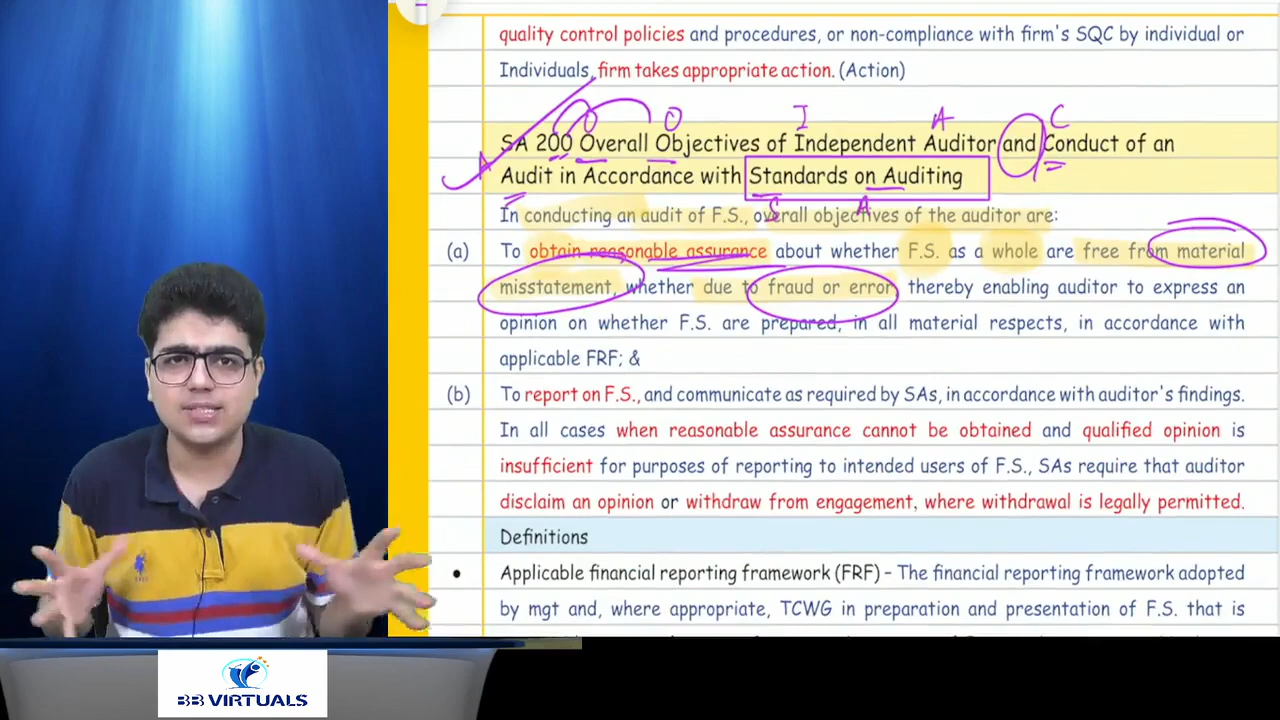 quality control policies and procedures, or non-compliance with firm's SQC by individual or
Individuals, firm takes appropriate action. (Action)
O O I A C
SA 200 Overall Objectives of Independent Auditor and Conduct of an
Audit in Accordance with Standards on Auditing
A S A
In conducting an audit of F.S., overall objectives of the auditor are:
(a) To obtain reasonable assurance about whether F.S. as a whole are free from material
misstatement, whether due to fraud or error thereby enabling auditor to express an
opinion on whether F.S. are prepared, in all material respects, in accordance with
applicable FRF; &
(b) To report on F.S., and communicate as required by SAs, in accordance with auditor's findings.
In all cases when reasonable assurance cannot be obtained and qualified opinion is
insufficient for purposes of reporting to intended users of F.S., SAs require that auditor
disclaim an opinion or withdraw from engagement, where withdrawal is legally permitted.
Definitions
• Applicable financial reporting framework (FRF) – The financial reporting framework adopted
by mgt and, where appropriate, TCWG in preparation and presentation of F.S. that is
BB VIRTUALS